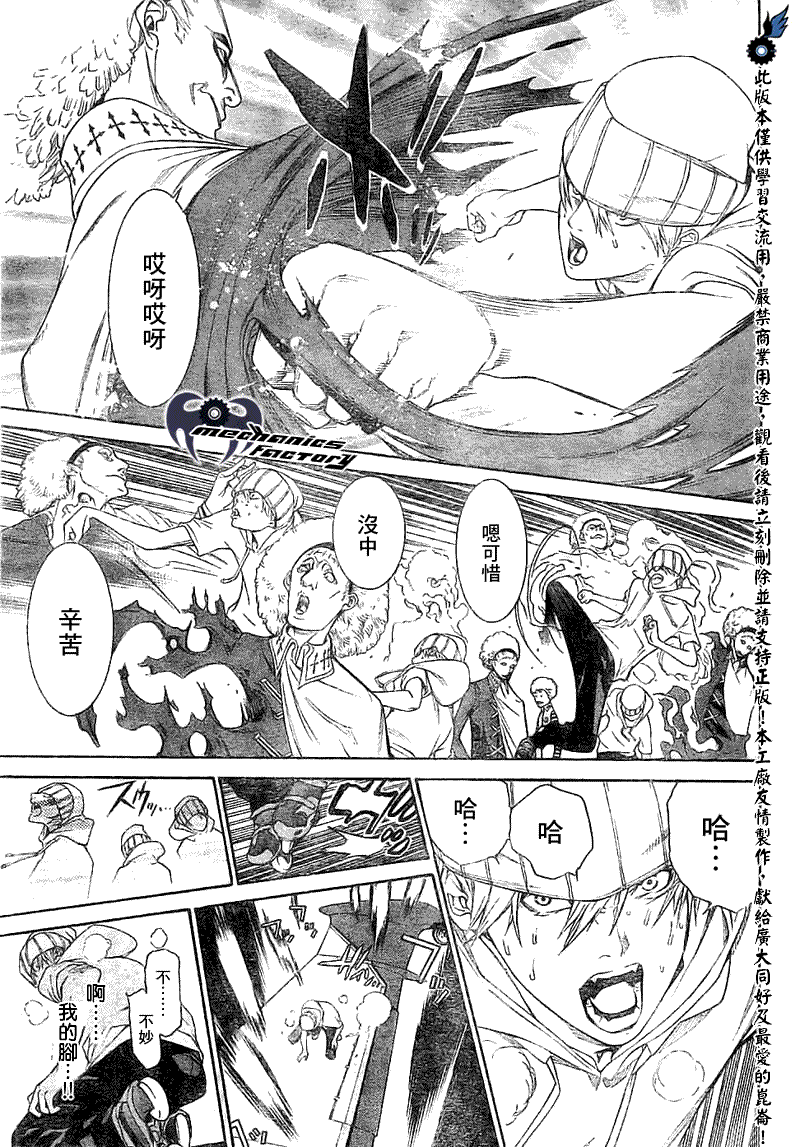 哎呀哎呀
嗯可惜
沒中
辛苦
哈…
哈
哈…
スウ…
不……
不妙
啊……
我的腳…!!
mechanics
factory
此版本僅供學習交流用，嚴禁商業用途，觀看後請立刻刪除並請支持正版！本工廠友情製作，獻給廣大同好及最愛的崑崙！